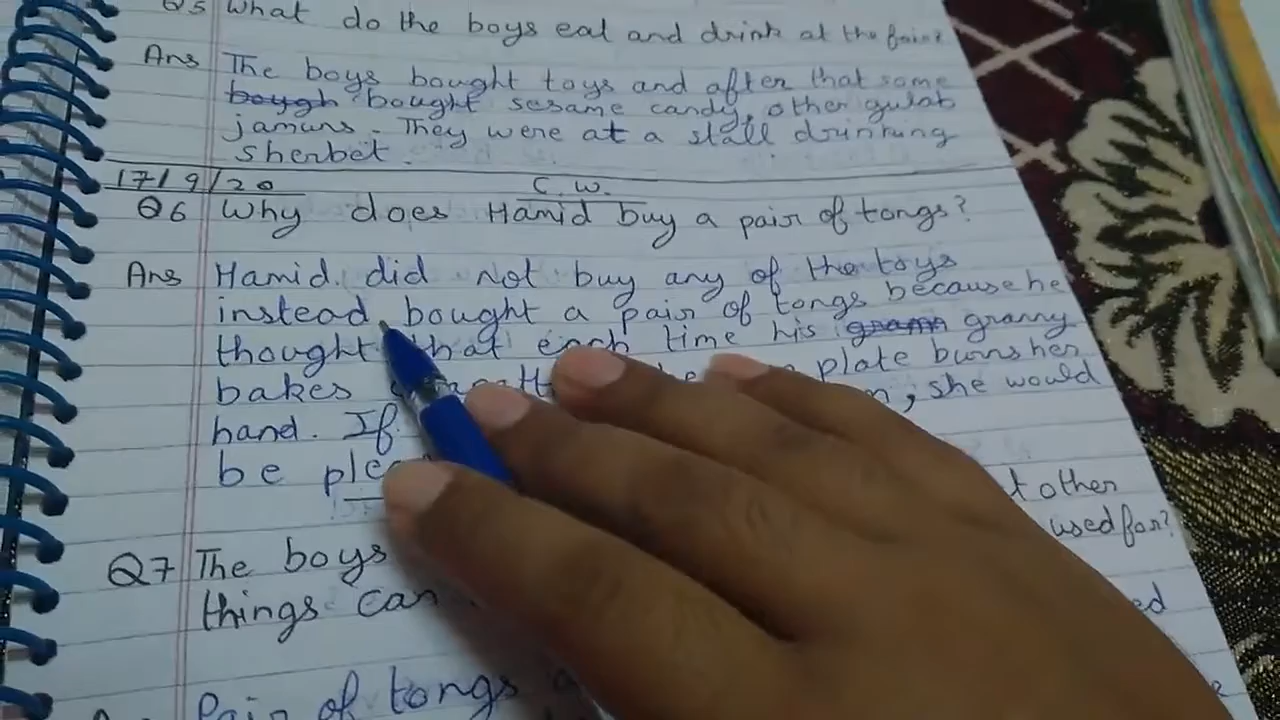 Q5 What do the boys eat and drink at the fair?
Ans The boys bought toys and after that some
boygh bought sesame candy, other gulab
jamuns. They were at a stall drinking
sherbet.
17/9/20 C.W.
Q6 Why does Hamid buy a pair of tongs?
Ans Hamid did not buy any of the toys
instead bought a pair of tongs because he
thought that each time his gramm granny
bakes plate burns her
hand. If , she would
be
Q7 The boys other
things can used for?
Pair of tongs